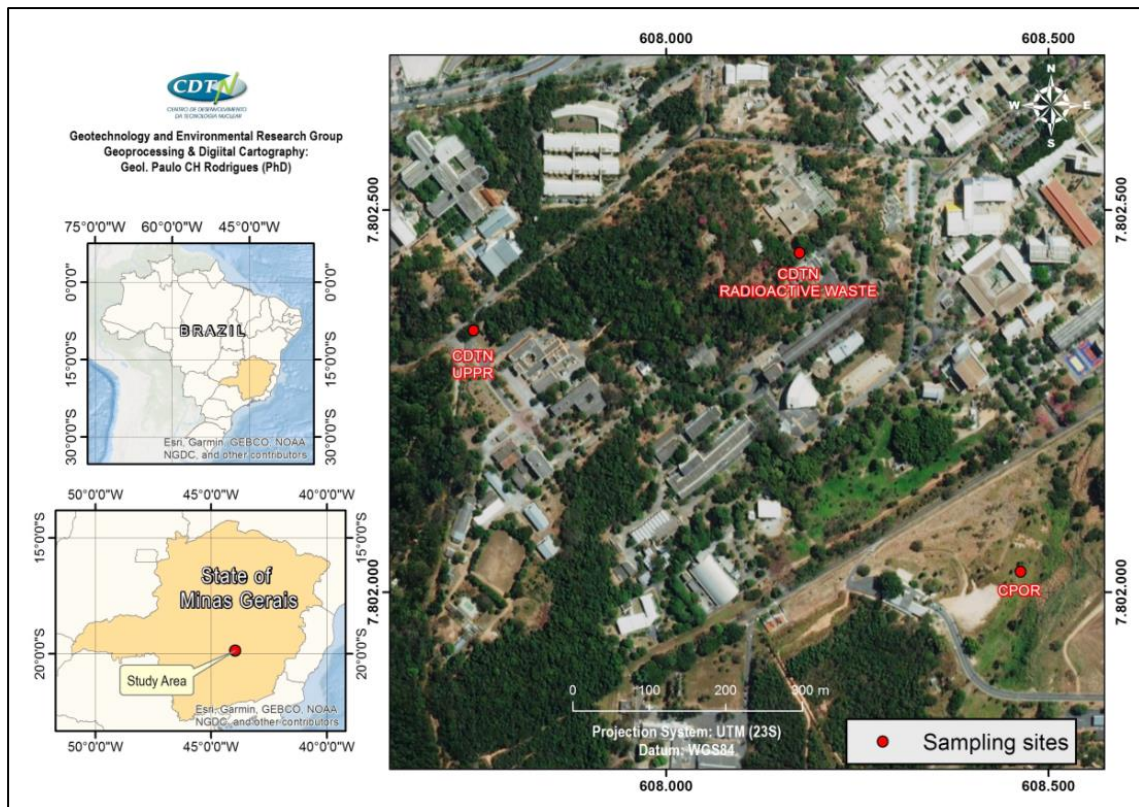 CDTN
CENTRO DE DESENVOLVIMENTO
DA TECNOLOGIA NUCLEAR
Geotechnology and Environmental Research Group
Geoprocessing & Digiital Cartography:
Geol. Paulo CH Rodrigues (PhD)
75°0'0"W 60°0'0"W 45°0'0"W
0°0'0"
15°0'0"S
30°0'0"S
BRAZIL
0°0'0"
15°0'0"S
30°0'0"S
Esri, Garmin, GEBCO, NOAA
NGDC, and other contributors
50°0'0"W 45°0'0"W 40°0'0"W
15°0'0"S
20°0'0"S
State of
Minas Gerais
Study Area
15°0'0"S
20°0'0"S
Esri, Garmin, GEBCO, NOAA
NGDC, and other contributors
50°0'0"W 45°0'0"W 40°0'0"W
608.000 608.500
7.802.500
7.802.000
N
W E
S
CDTN
RADIOACTIVE WASTE
CDTN
UPPR
CPOR
7.802.500
7.802.000
0 100 200 300 m
Projection System: UTM (23S)
Datum: WGS84
Sampling sites
608.000 608.500